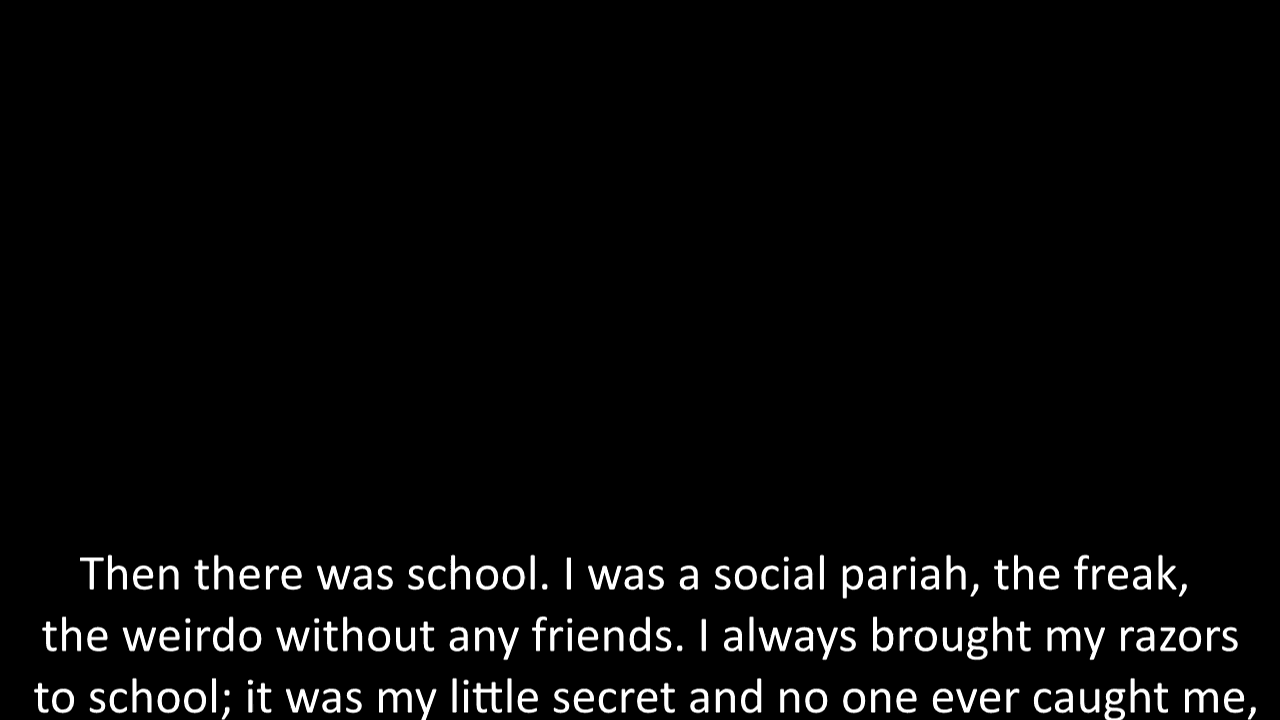 Then there was school. I was a social pariah, the freak,
the weirdo without any friends. I always brought my razors
to school; it was my little secret and no one ever caught me,